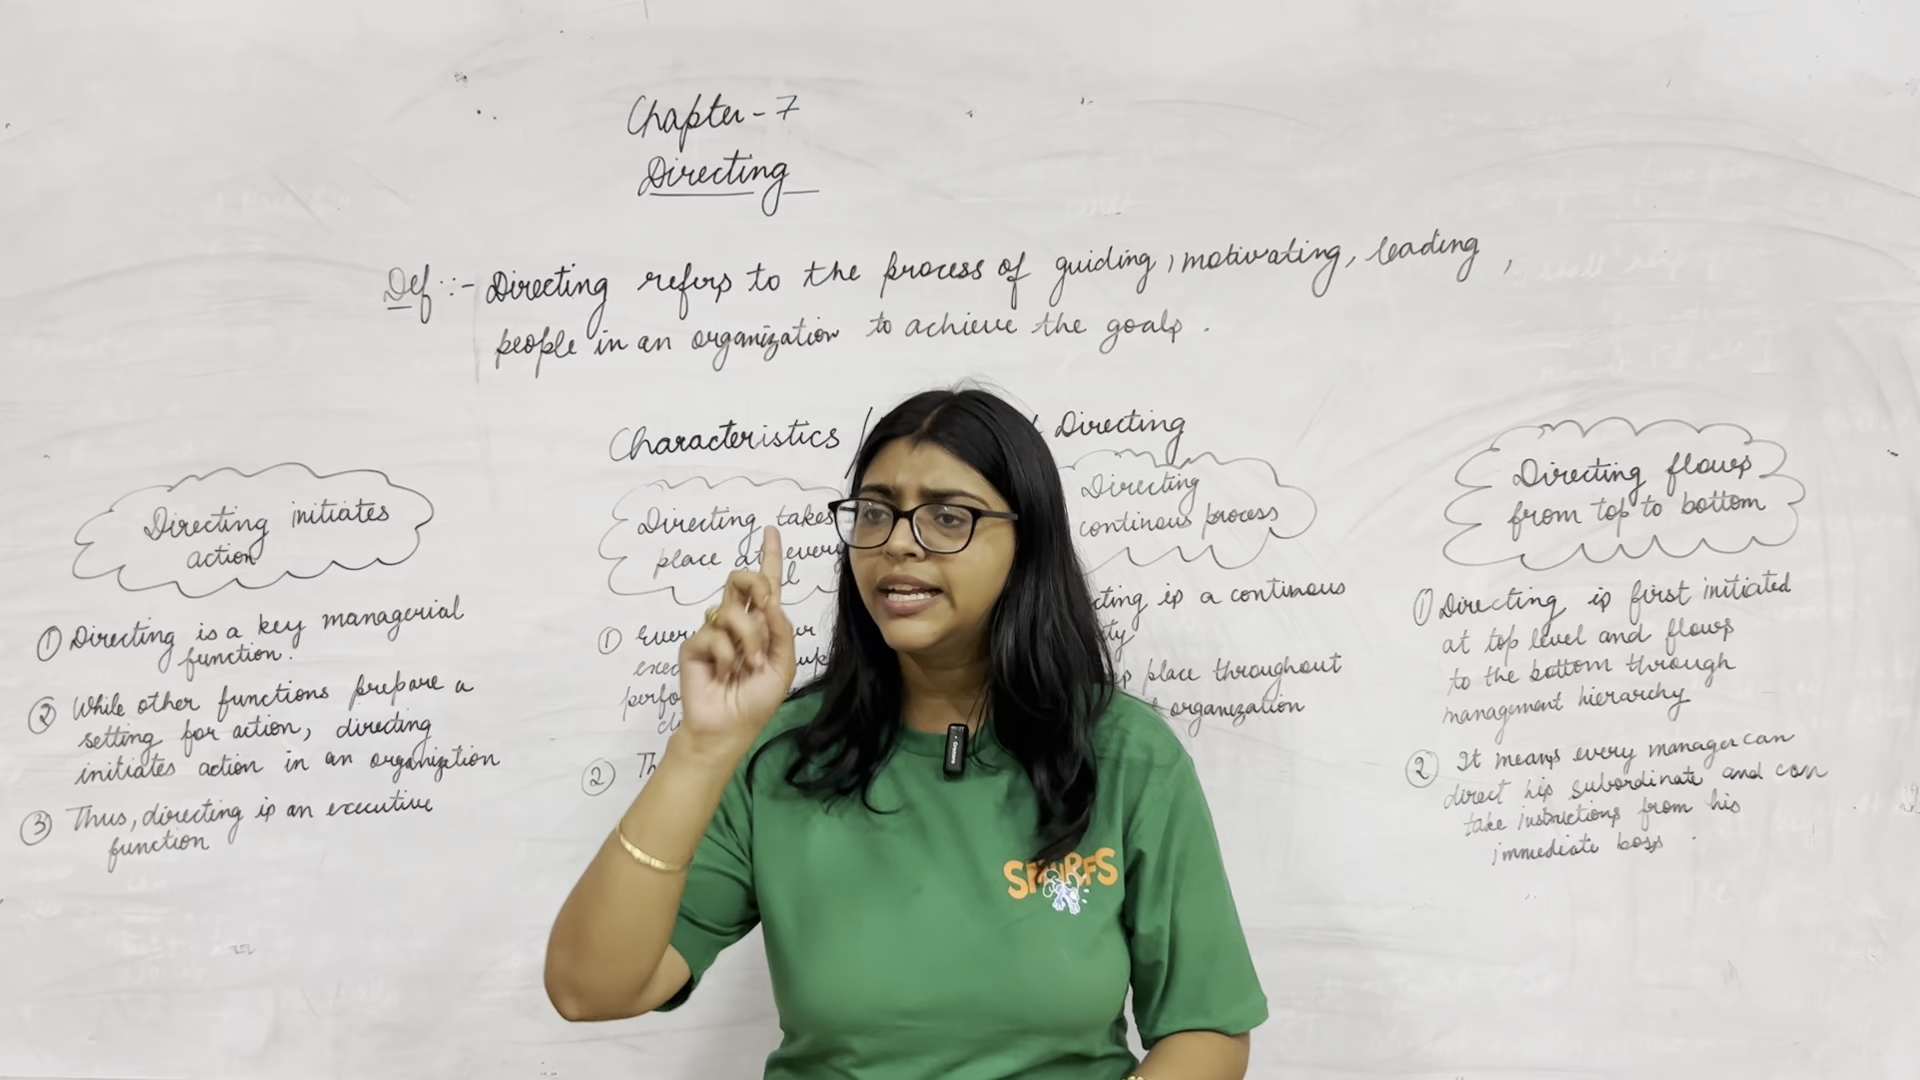 Chapter - 7
Directing
Def :- Directing refers to the process of guiding, motivating, leading,
people in an organization to achieve the goals.
Characteristics / Directing
Directing initiates
action
① Directing is a key managerial
function.
② While other functions prepare a
setting for action, directing
initiates action in an organization
③ Thus, directing is an executive
function
Directing takes
place at every
①
②
Directing
continous process
is a continous
place throughout
organization
Directing flows
from top to bottom
① Directing is first initiated
at top level and flows
to the bottom through
management hierarchy
② It means every manager can
direct his subordinate and can
take instructions from his
immediate boss.